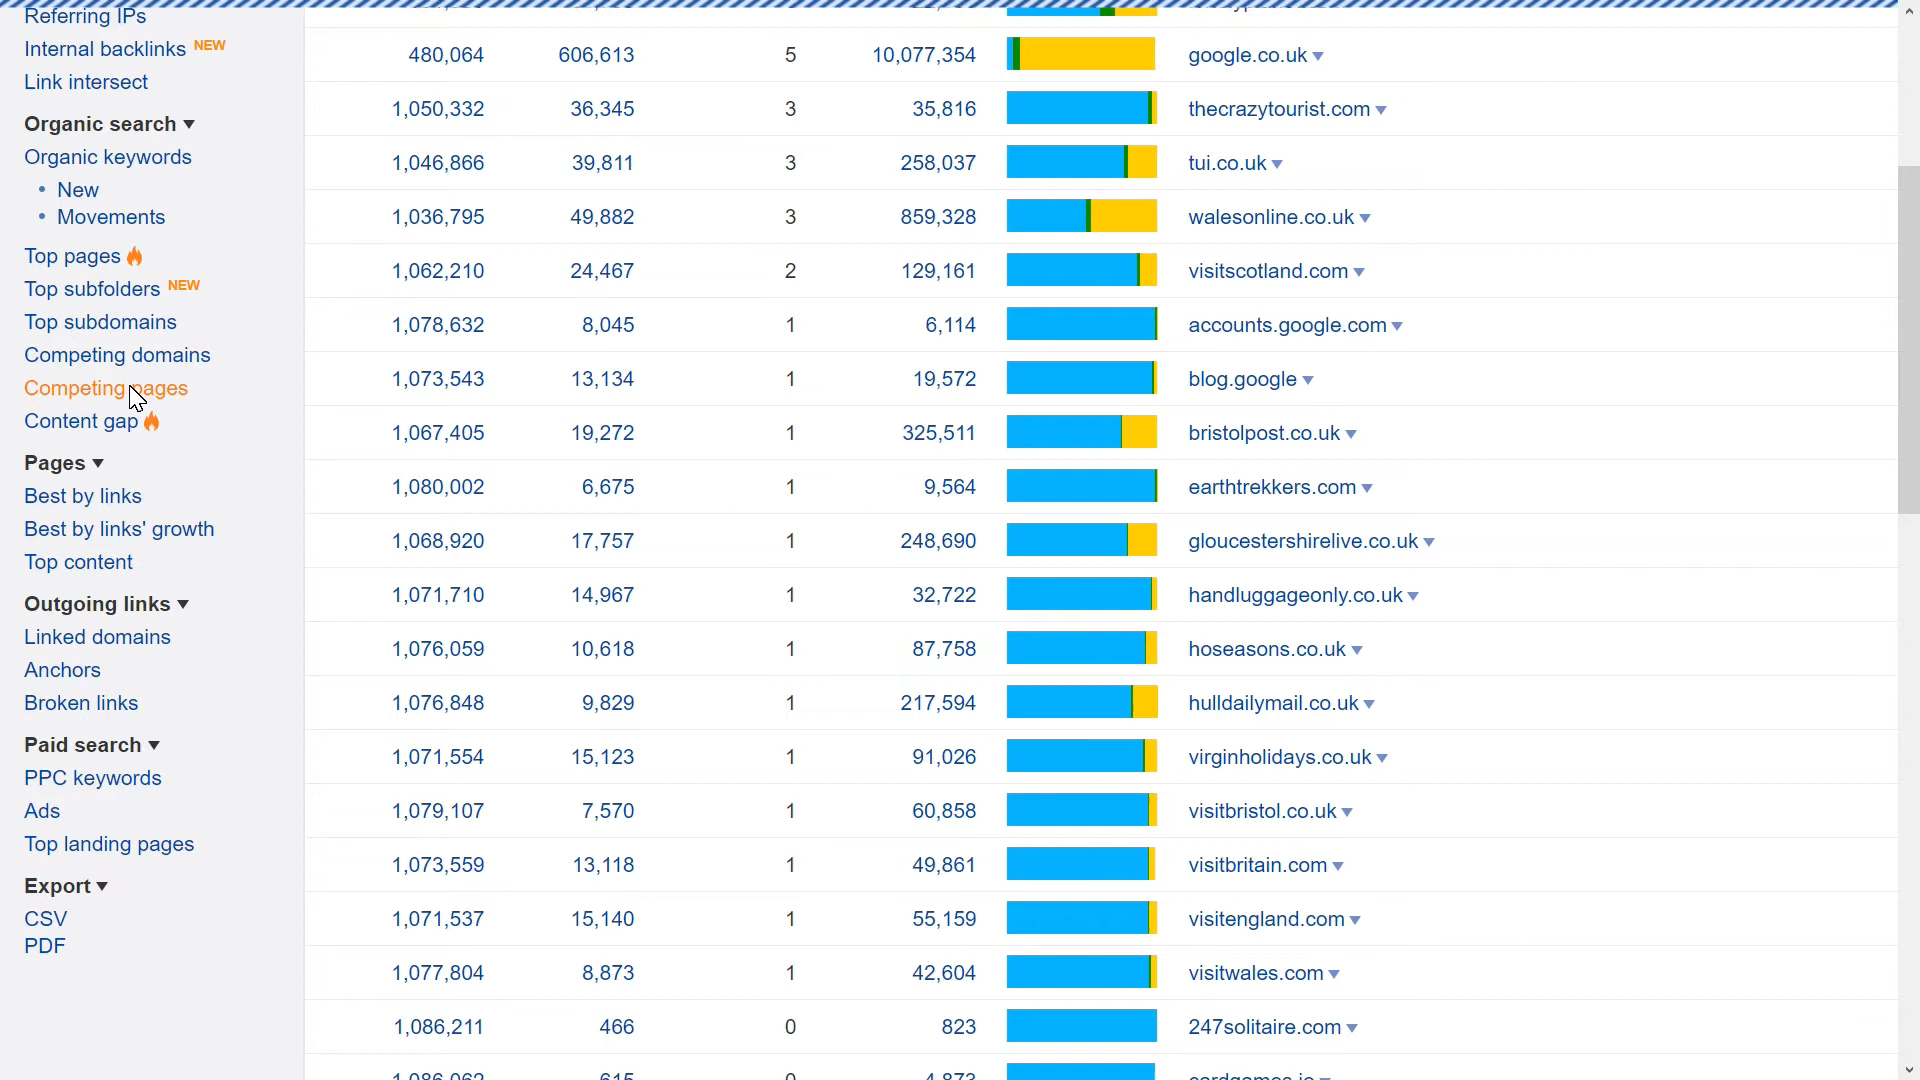 Referring IPs
Internal backlinks NEW
Link intersect
Organic search
Organic keywords
New
Movements
Top pages
Top subfolders NEW
Top subdomains
Competing domains
Competing pages
Content gap
Pages
Best by links
Best by links' growth
Top content
Outgoing links
Linked domains
Anchors
Broken links
Paid search
PPC keywords
Ads
Top landing pages
Export
CSV
PDF
480,064 606,613 5 10,077,354 google.co.uk
1,050,332 36,345 3 35,816 thecrazytourist.com
1,046,866 39,811 3 258,037 tui.co.uk
1,036,795 49,882 3 859,328 walesonline.co.uk
1,062,210 24,467 2 129,161 visitscotland.com
1,078,632 8,045 1 6,114 accounts.google.com
1,073,543 13,134 1 19,572 blog.google
1,067,405 19,272 1 325,511 bristolpost.co.uk
1,080,002 6,675 1 9,564 earthtrekkers.com
1,068,920 17,757 1 248,690 gloucestershirelive.co.uk
1,071,710 14,967 1 32,722 handluggageonly.co.uk
1,076,059 10,618 1 87,758 hoseasons.co.uk
1,076,848 9,829 1 217,594 hulldailymail.co.uk
1,071,554 15,123 1 91,026 virginholidays.co.uk
1,079,107 7,570 1 60,858 visitbristol.co.uk
1,073,559 13,118 1 49,861 visitbritain.com
1,071,537 15,140 1 55,159 visitengland.com
1,077,804 8,873 1 42,604 visitwales.com
1,086,211 466 0 823 247solitaire.com